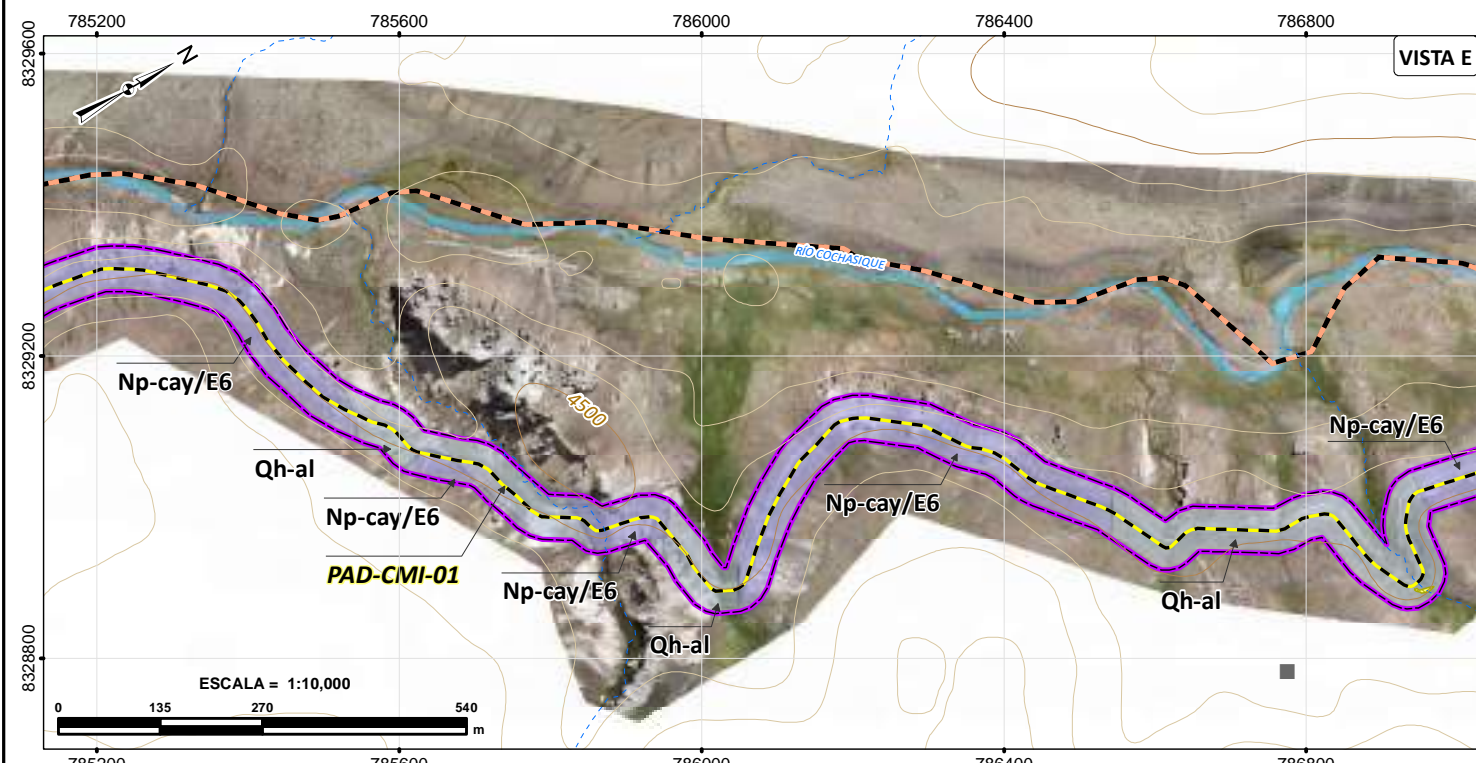 785200 785600 786000 786400 786800
8329600
VISTA E
N
RÍO COCHASIQUE
8329200
Np-cay/E6
4500
Np-cay/E6
Qh-al
Np-cay/E6
Np-cay/E6
PAD-CMI-01
Np-cay/E6
Qh-al
Qh-al
8328800
ESCALA = 1:10,000
0 135 270 540
m
785200 785600 786000 786400 786800